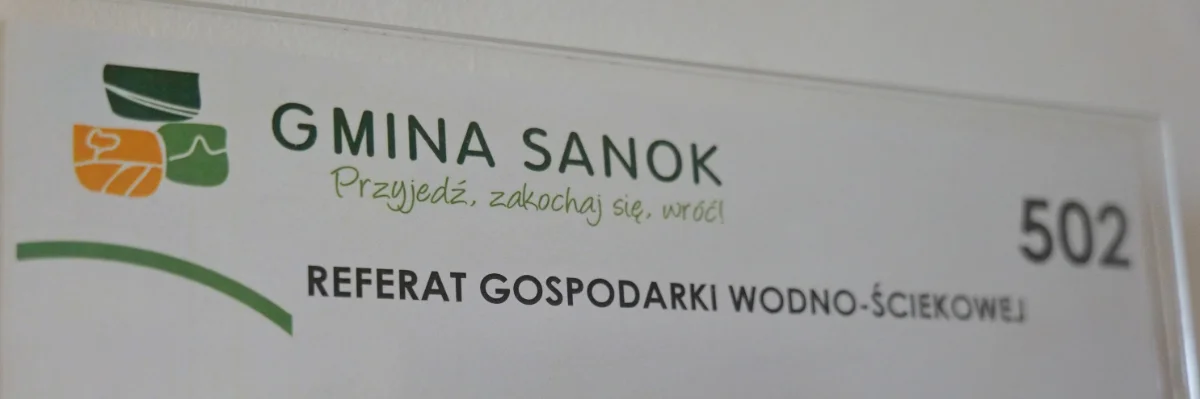 GMINA SANOK
Przyjedź, zakochaj się, wróć!
502
REFERAT GOSPODARKI WODNO-ŚCIEKOWEJ